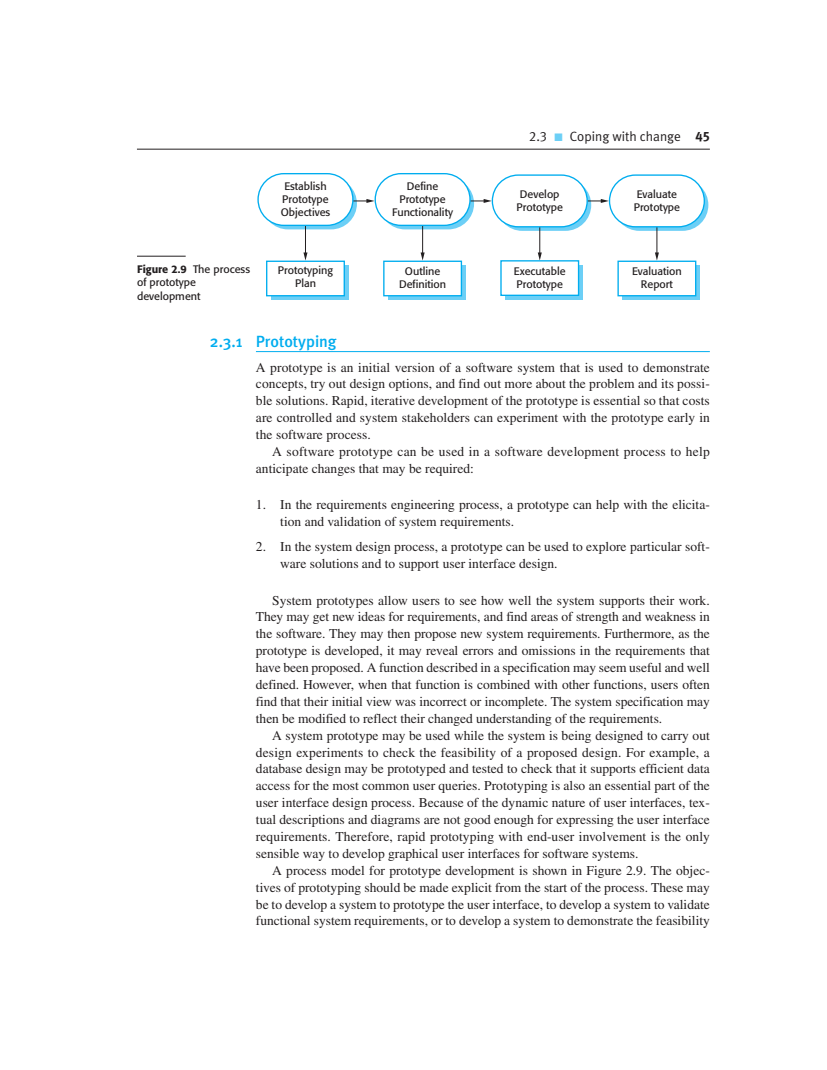 2.3 ■ Coping with change 45
Establish
Prototype
Objectives
Define
Prototype
Functionality
Develop
Prototype
Evaluate
Prototype
Prototyping
Plan
Outline
Definition
Executable
Prototype
Evaluation
Report
Figure 2.9 The process
of prototype
development
2.3.1 Prototyping
A prototype is an initial version of a software system that is used to demonstrate
concepts, try out design options, and find out more about the problem and its possi-
ble solutions. Rapid, iterative development of the prototype is essential so that costs
are controlled and system stakeholders can experiment with the prototype early in
the software process.
A software prototype can be used in a software development process to help
anticipate changes that may be required:
1. In the requirements engineering process, a prototype can help with the elicita-
tion and validation of system requirements.
2. In the system design process, a prototype can be used to explore particular soft-
ware solutions and to support user interface design.
System prototypes allow users to see how well the system supports their work.
They may get new ideas for requirements, and find areas of strength and weakness in
the software. They may then propose new system requirements. Furthermore, as the
prototype is developed, it may reveal errors and omissions in the requirements that
have been proposed. A function described in a specification may seem useful and well
defined. However, when that function is combined with other functions, users often
find that their initial view was incorrect or incomplete. The system specification may
then be modified to reflect their changed understanding of the requirements.
A system prototype may be used while the system is being designed to carry out
design experiments to check the feasibility of a proposed design. For example, a
database design may be prototyped and tested to check that it supports efficient data
access for the most common user queries. Prototyping is also an essential part of the
user interface design process. Because of the dynamic nature of user interfaces, tex-
tual descriptions and diagrams are not good enough for expressing the user interface
requirements. Therefore, rapid prototyping with end-user involvement is the only
sensible way to develop graphical user interfaces for software systems.
A process model for prototype development is shown in Figure 2.9. The objec-
tives of prototyping should be made explicit from the start of the process. These may
be to develop a system to prototype the user interface, to develop a system to validate
functional system requirements, or to develop a system to demonstrate the feasibility